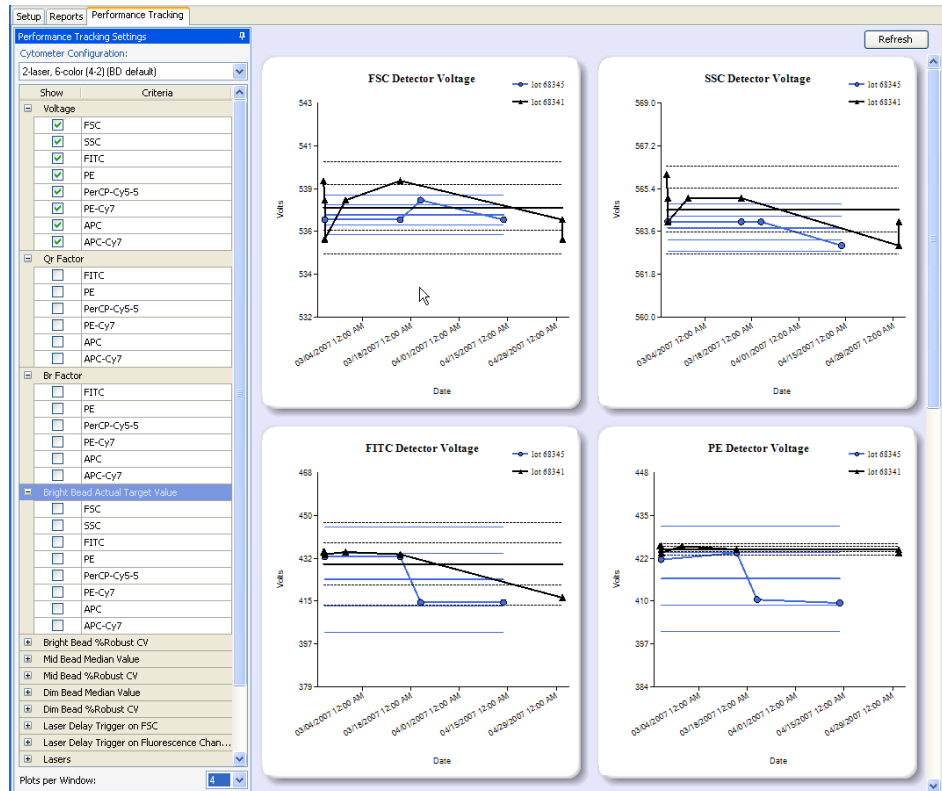 Setup Reports Performance Tracking
Performance Tracking Settings
Cytometer Configuration:
2-laser, 6-color (4-2) (BD default)
Show Criteria
Voltage
FSC
SSC
FITC
PE
PerCP-Cy5-5
PE-Cy7
APC
APC-Cy7
Qr Factor
FITC
PE
PerCP-Cy5-5
PE-Cy7
APC
APC-Cy7
Br Factor
FITC
PE
PerCP-Cy5-5
PE-Cy7
APC
APC-Cy7
Bright Bead Actual Target Value
FSC
SSC
FITC
PE
PerCP-Cy5-5
PE-Cy7
APC
APC-Cy7
Bright Bead %Robust CV
Mid Bead Median Value
Mid Bead %Robust CV
Dim Bead Median Value
Dim Bead %Robust CV
Laser Delay Trigger on FSC
Laser Delay Trigger on Fluorescence Chan...
Lasers
Plots per Window: 4
Refresh
FSC Detector Voltage
lot 68345
lot 68341
543
541
539
536
534
532
Volts
03/04/2007 12:00 AM
03/18/2007 12:00 AM
04/01/2007 12:00 AM
04/15/2007 12:00 AM
04/29/2007 12:00 AM
Date
SSC Detector Voltage
lot 68345
lot 68341
569.0
567.2
565.4
563.6
561.8
560.0
Volts
03/04/2007 12:00 AM
03/18/2007 12:00 AM
04/01/2007 12:00 AM
04/15/2007 12:00 AM
04/29/2007 12:00 AM
Date
FITC Detector Voltage
lot 68345
lot 68341
468
450
432
415
397
379
Volts
03/04/2007 12:00 AM
03/18/2007 12:00 AM
04/01/2007 12:00 AM
04/15/2007 12:00 AM
04/29/2007 12:00 AM
Date
PE Detector Voltage
lot 68345
lot 68341
448
435
422
410
397
384
Volts
03/04/2007 12:00 AM
03/18/2007 12:00 AM
04/01/2007 12:00 AM
04/15/2007 12:00 AM
04/29/2007 12:00 AM
Date